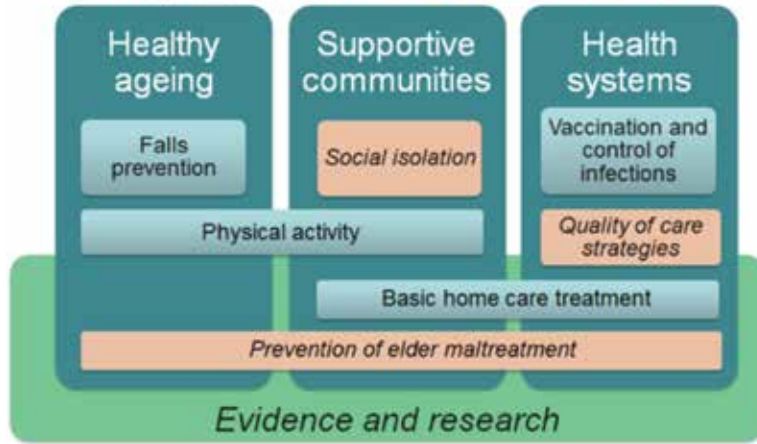 Healthy
ageing
Supportive
communities
Health
systems
Falls
prevention
Social isolation
Vaccination and
control of
infections
Physical activity
Quality of care
strategies
Basic home care treatment
Prevention of elder maltreatment
Evidence and research